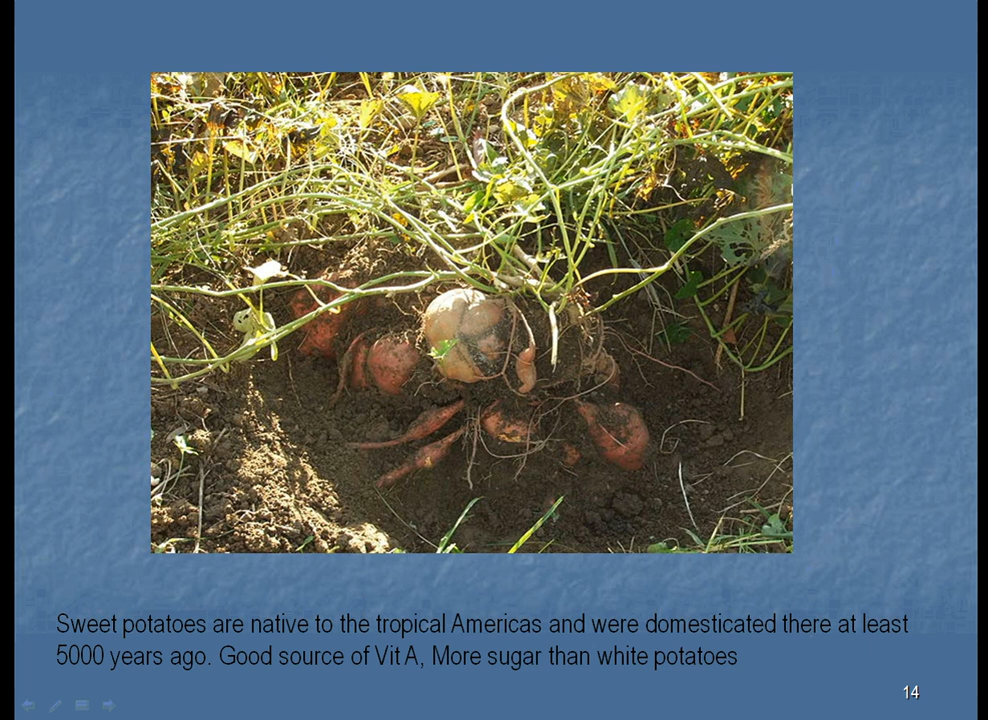 Sweet potatoes are native to the tropical Americas and were domesticated there at least
5000 years ago. Good source of Vit A, More sugar than white potatoes
14